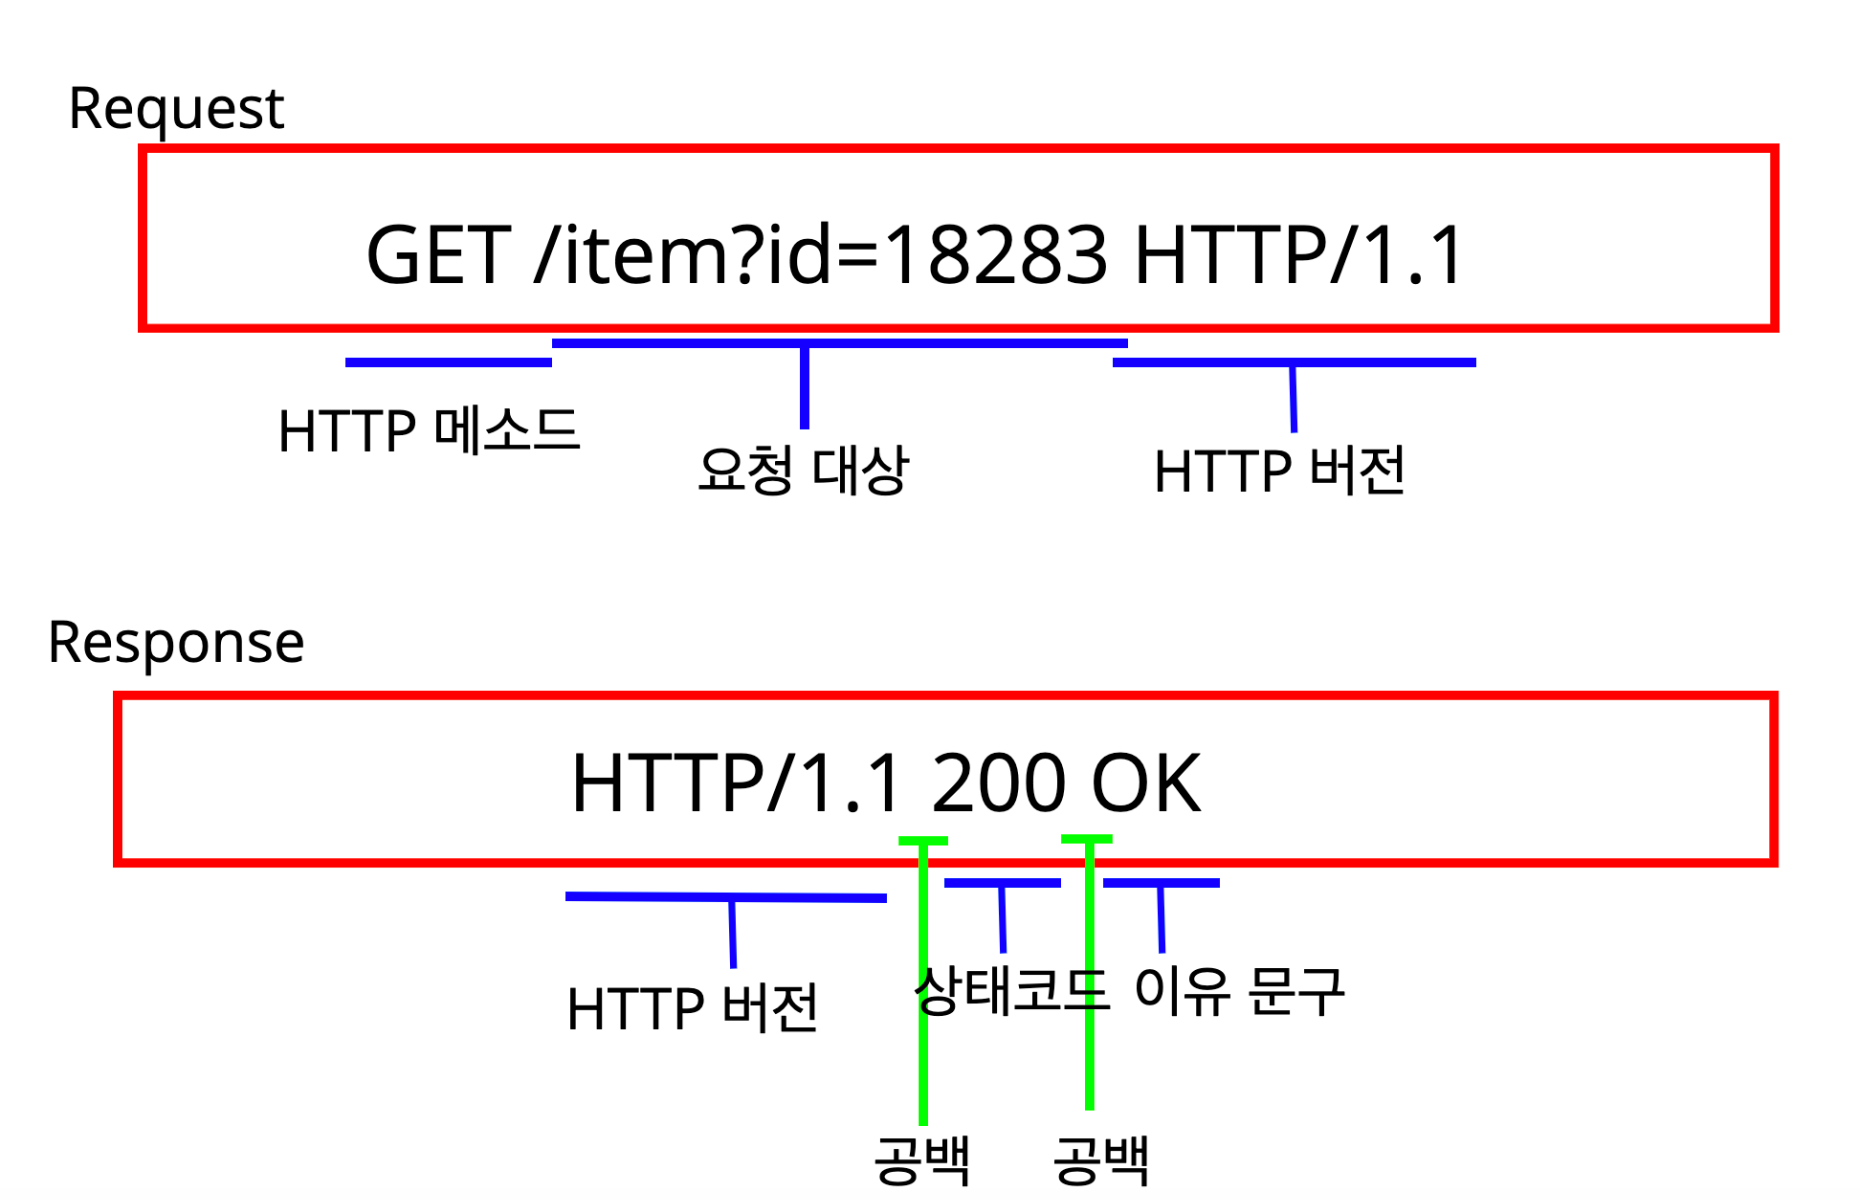 Request
GET /item?id=18283 HTTP/1.1
HTTP 메소드
요청 대상
HTTP 버전
Response
HTTP/1.1 200 OK
HTTP 버전
상태코드
이유 문구
공백
공백